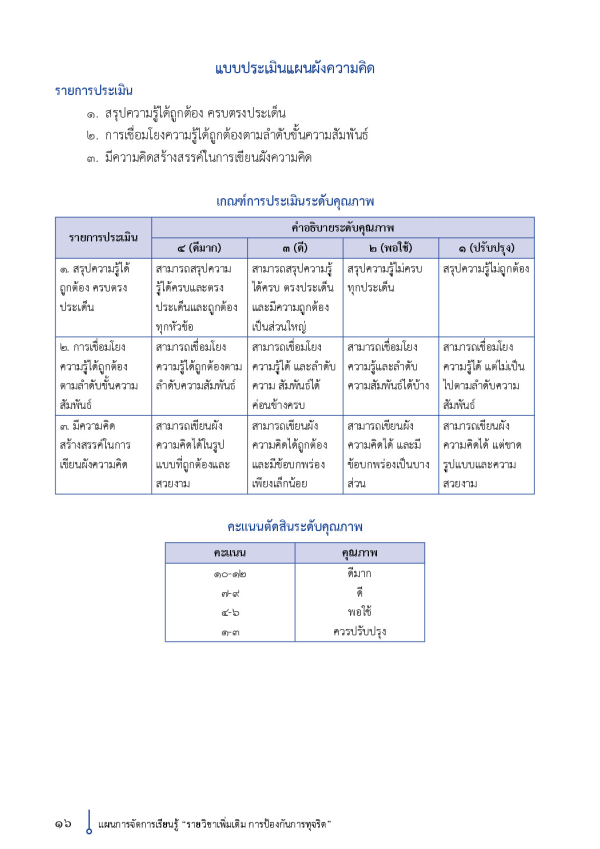 แบบประเมินแผนผังความคิด
รายการประเมิน
๑. สรุปความรู้ได้ถูกต้อง ครบตรงประเด็น
๒. การเชื่อมโยงความรู้ได้ถูกต้องตามลำดับขั้นความสัมพันธ์
๓. มีความคิดสร้างสรรค์ในการเขียนผังความคิด
เกณฑ์การประเมินระดับคุณภาพ
รายการประเมิน
คำอธิบายระดับคุณภาพ
๔ (ดีมาก)
๓ (ดี)
๒ (พอใช้)
๑ (ปรับปรุง)
๑. สรุปความรู้ได้
ถูกต้อง ครบตรง
ประเด็น
สามารถสรุปความ
รู้ได้ครบและตรง
ประเด็นและถูกต้อง
ทุกหัวข้อ
สามารถสรุปความรู้
ได้ครบ ตรงประเด็น
และมีความถูกต้อง
เป็นส่วนใหญ่
สรุปความรู้ไม่ครบ
ทุกประเด็น
สรุปความรู้ไม่ถูกต้อง
๒. การเชื่อมโยง
ความรู้ได้ถูกต้อง
ตามลำดับขั้นความ
สัมพันธ์
สามารถเชื่อมโยง
ความรู้ได้ถูกต้องตาม
ลำดับความสัมพันธ์
สามารถเชื่อมโยง
ความรู้ได้ และลำดับ
ความ สัมพันธ์ได้
ค่อนข้างครบ
สามารถเชื่อมโยง
ความรู้และลำดับ
ความสัมพันธ์ได้บ้าง
สามารถเชื่อมโยง
ความรู้ได้ แต่ไม่เป็น
ไปตามลำดับความ
สัมพันธ์
๓. มีความคิด
สร้างสรรค์ในการ
เขียนผังความคิด
สามารถเขียนผัง
ความคิดได้ในรูป
แบบที่ถูกต้องและ
สวยงาม
สามารถเขียนผัง
ความคิดได้ถูกต้อง
และมีข้อบกพร่อง
เพียงเล็กน้อย
สามารถเขียนผัง
ความคิดได้ และมี
ข้อบกพร่องเป็นบาง
ส่วน
สามารถเขียนผัง
ความคิดได้ แต่ขาด
รูปแบบและความ
สวยงาม
คะแนนตัดสินระดับคุณภาพ
คะแนน
คุณภาพ
๑๐-๑๒
ดีมาก
๗-๙
ดี
๔-๖
พอใช้
๑-๓
ควรปรับปรุง
๑๖
แผนการจัดการเรียนรู้ “รายวิชาเพิ่มเติม การป้องกันการทุจริต”